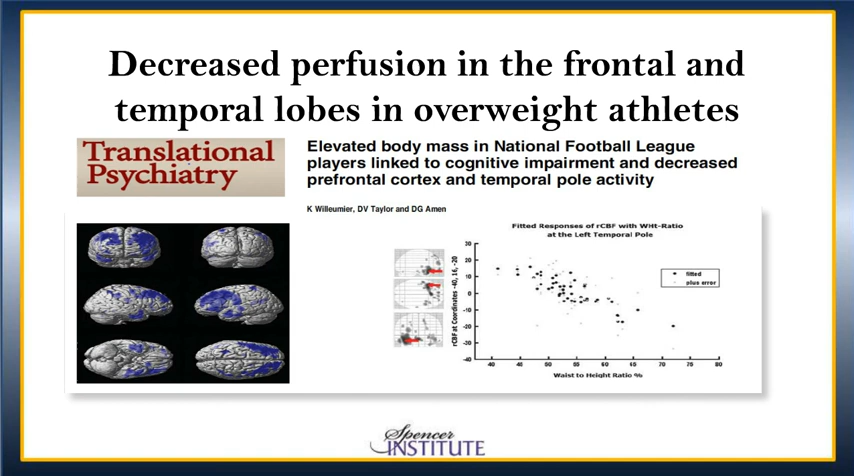 Decreased perfusion in the frontal and
temporal lobes in overweight athletes
Translational
Psychiatry
Elevated body mass in National Football League
players linked to cognitive impairment and decreased
prefrontal cortex and temporal pole activity
K Willeumier, DV Taylor and DG Amen
Fitted Responses of rCBF with WHt-Ratio
at the Left Temporal Pole
rCBF at Coordinates -40, 16, -20
30
20
10
0
-10
-20
-30
-40
fitted
plus error
40 45 50 55 60 65 70 75 80
Waist to Height Ratio %
Spencer
INSTITUTE